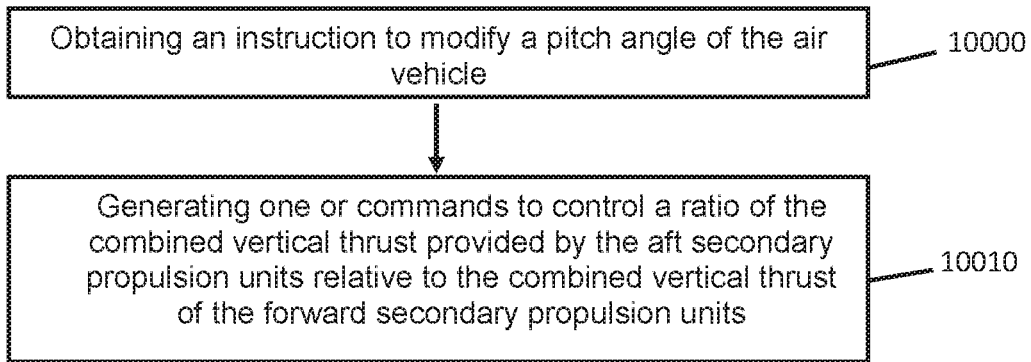 Obtaining an instruction to modify a pitch angle of the air
vehicle
10000
Generating one or commands to control a ratio of the
combined vertical thrust provided by the aft secondary
propulsion units relative to the combined vertical thrust
of the forward secondary propulsion units
10010